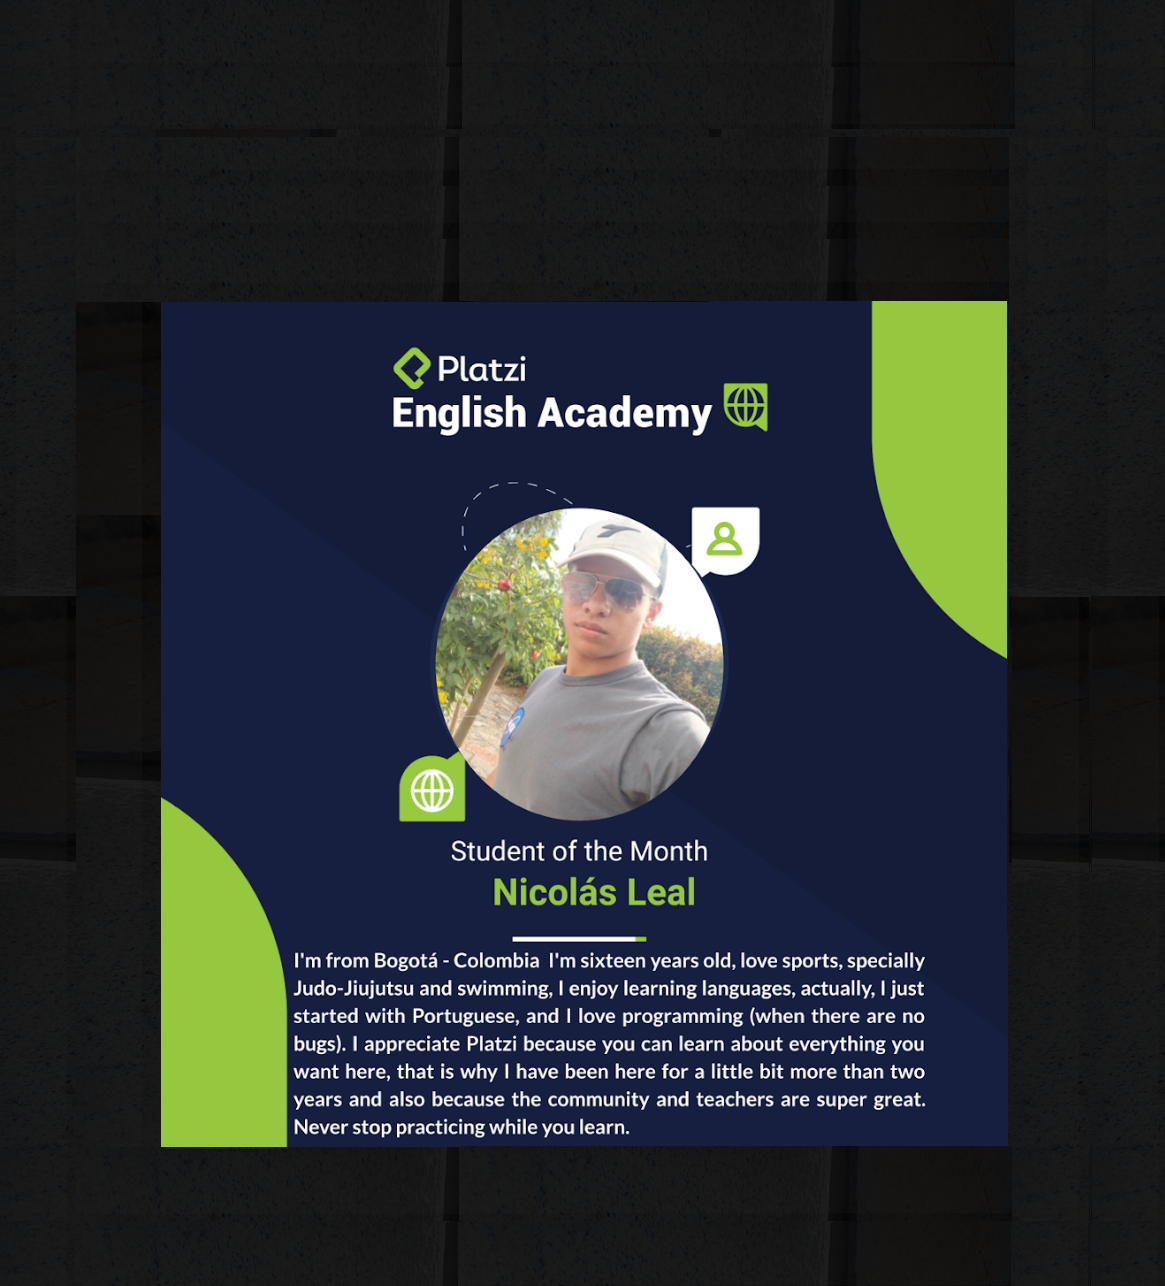 Platzi
English Academy
Student of the Month
Nicolás Leal
I'm from Bogotá - Colombia I'm sixteen years old, love sports, specially
Judo-Jiujutsu and swimming, I enjoy learning languages, actually, I just
started with Portuguese, and I love programming (when there are no
bugs). I appreciate Platzi because you can learn about everything you
want here, that is why I have been here for a little bit more than two
years and also because the community and teachers are super great.
Never stop practicing while you learn.